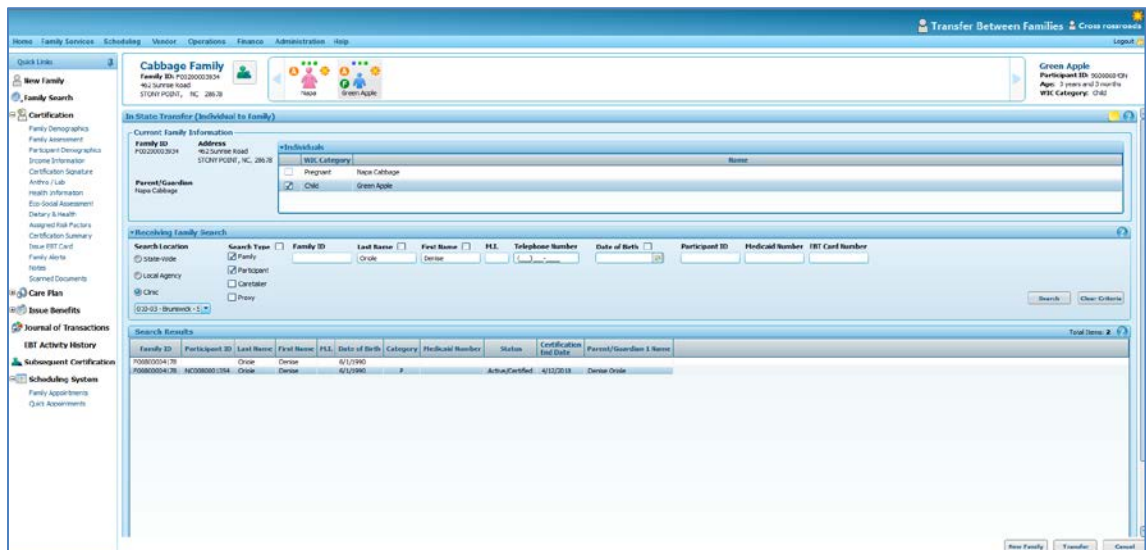 Transfer Between Families Cross rossroads
Home Family Services Scheduling Vendor Operations Finance Administration Help Logout
Quick Links
New Family
Family Search
Certification
Family Demographics
Family Assessment
Participant Demographics
Income Information
Certification Signature
Anthro / Lab
Health Information
Eco-Social Assessment
Dietary & Health
Assigned Risk Factors
Certification Summary
Issue EBT Card
Family Alerts
Notes
Scanned Documents
Care Plan
Issue Benefits
Journal of Transactions
EBT Activity History
Subsequent Certification
Scheduling System
Family Appointments
Quick Appointments
Cabbage Family
Family ID:
462 Sunrise Road
STONY POINT, NC 28678
Napa
Green Apple
Green Apple
Participant ID:
Age: 3 years and 3 months
WIC Category: Child
In State Transfer (Individual to Family)
Current Family Information
Family ID Address
462 Sunrise Road
STONY POINT, NC, 28678
Parent/Guardian
Napa Cabbage
Individuals
WIC Category Name
Pregnant Napa Cabbage
Child Green Apple
Receiving Family Search
Search Location Search Type Family ID Last Name First Name M.I. Telephone Number Date of Birth Participant ID Medicaid Number EBT Card Number
State-Wide Family Oriole Denise
Local Agency Participant
Clinic Caretaker
Proxy
Search Clear Criteria
Search Results Total Items: 2
Family ID Participant ID Last Name First Name M.I. Date of Birth Category Medicaid Number Status Certification End Date Parent/Guardian 1 Name
Oriole Denise 6/1/1990
Oriole Denise 6/1/1990 P Active/Certified 4/12/2018 Denise Oriole
New Family Transfer Cancel